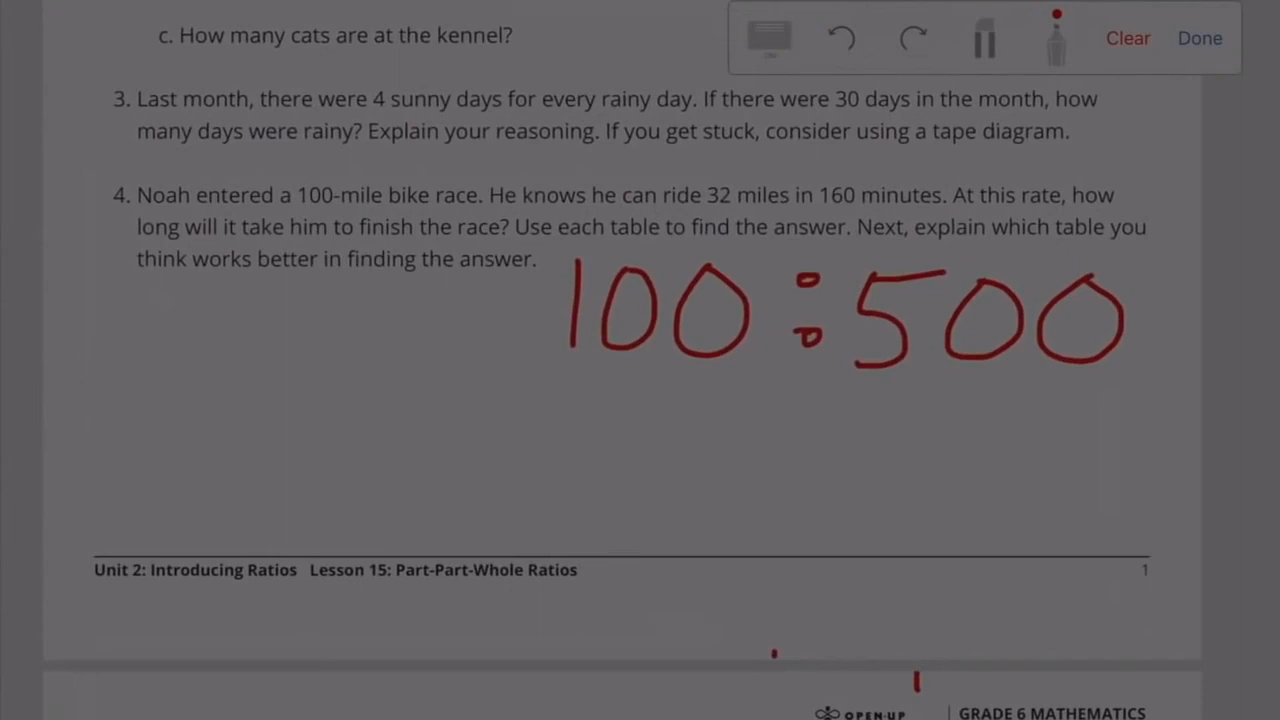 c. How many cats are at the kennel?
Clear Done
3. Last month, there were 4 sunny days for every rainy day. If there were 30 days in the month, how
many days were rainy? Explain your reasoning. If you get stuck, consider using a tape diagram.
4. Noah entered a 100-mile bike race. He knows he can ride 32 miles in 160 minutes. At this rate, how
long will it take him to finish the race? Use each table to find the answer. Next, explain which table you
think works better in finding the answer.
100:500
Unit 2: Introducing Ratios Lesson 15: Part-Part-Whole Ratios 1
OPEN-UP GRADE 6 MATHEMATICS